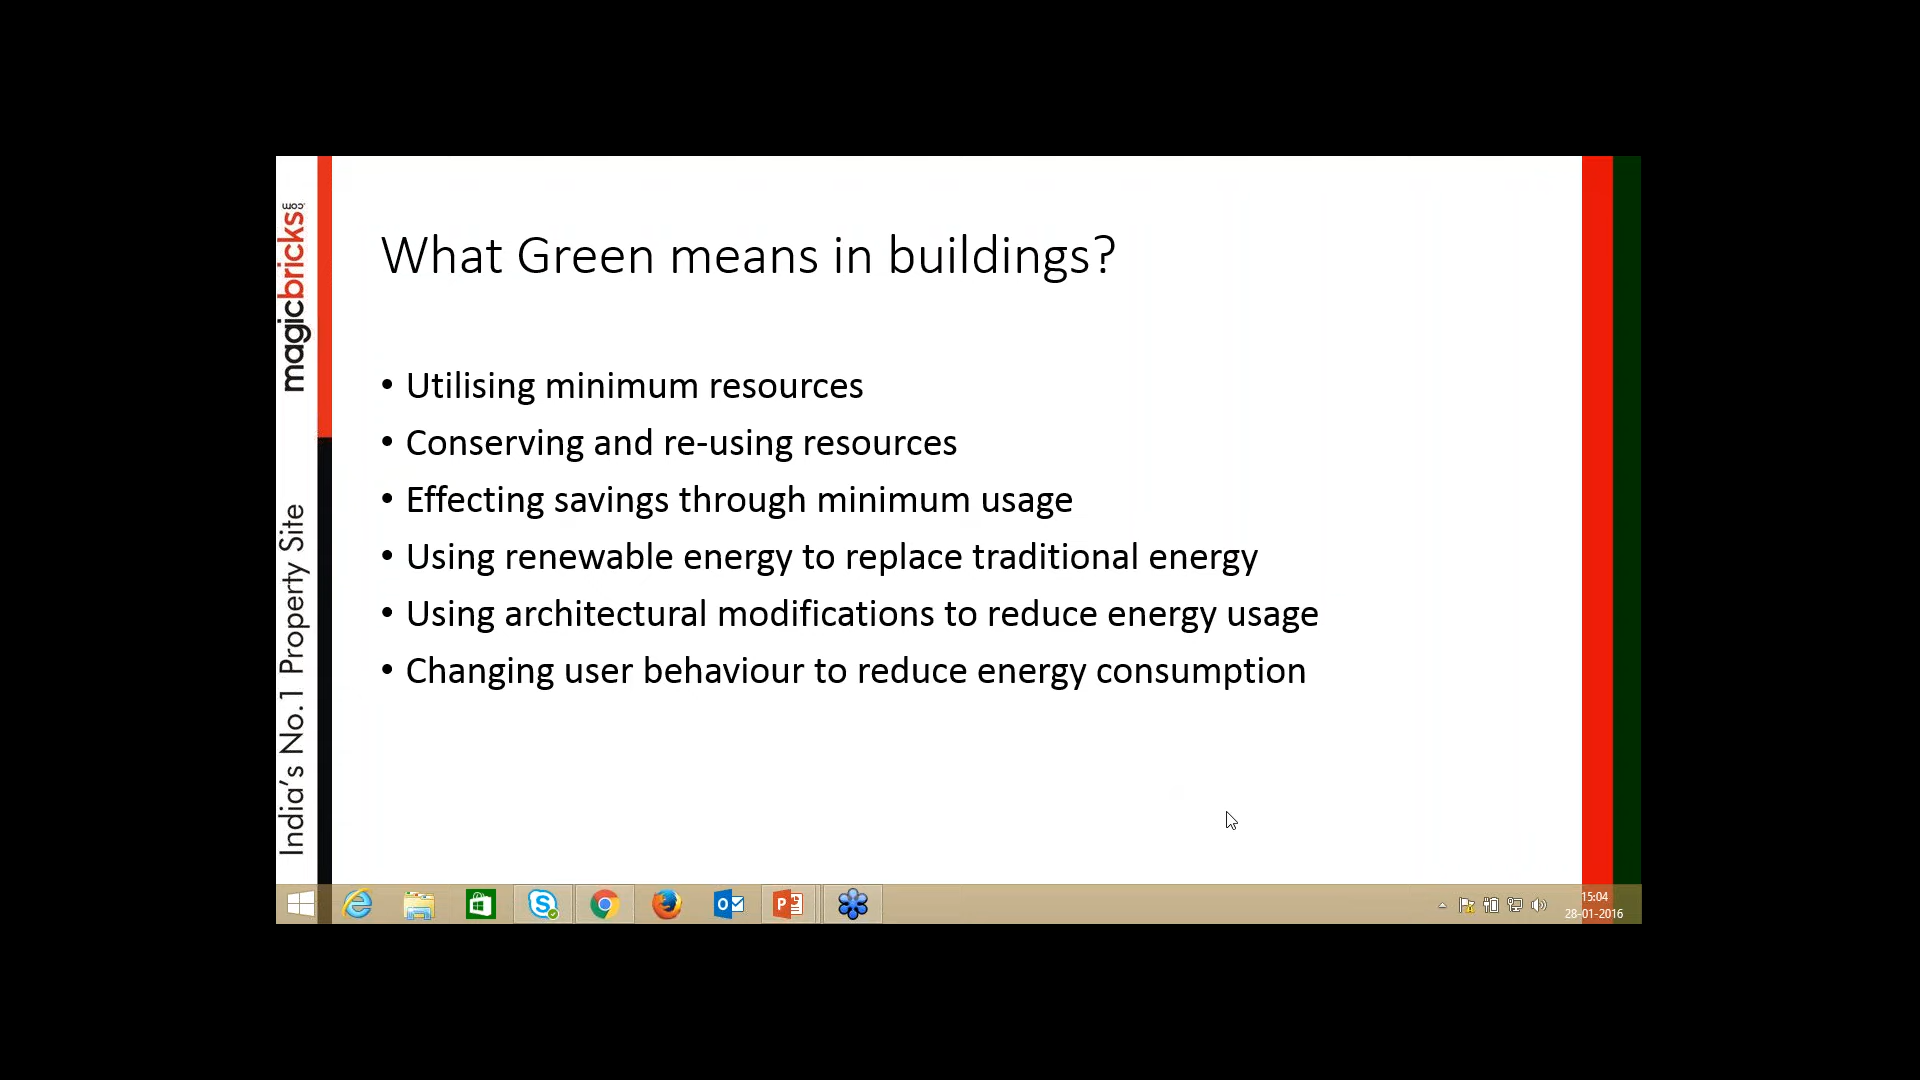 What Green means in buildings?
• Utilising minimum resources
• Conserving and re-using resources
• Effecting savings through minimum usage
• Using renewable energy to replace traditional energy
• Using architectural modifications to reduce energy usage
• Changing user behaviour to reduce energy consumption
magicbricks.com
India's No.1 Property Site
15:04
28-01-2016